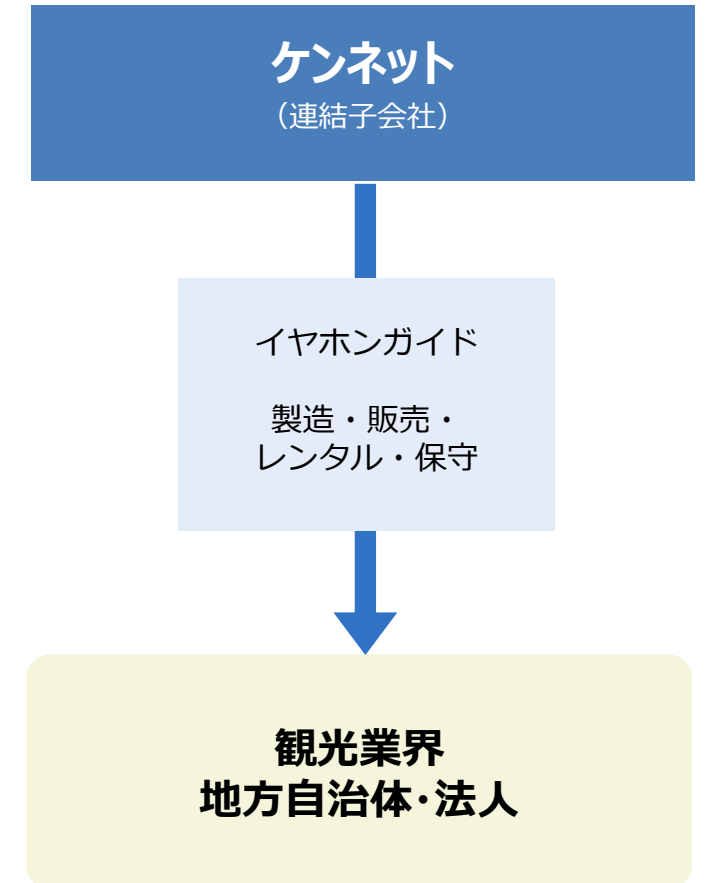 ケンネット
（連結子会社）
イヤホンガイド
製造・販売・
レンタル・保守
観光業界
地方自治体･法人